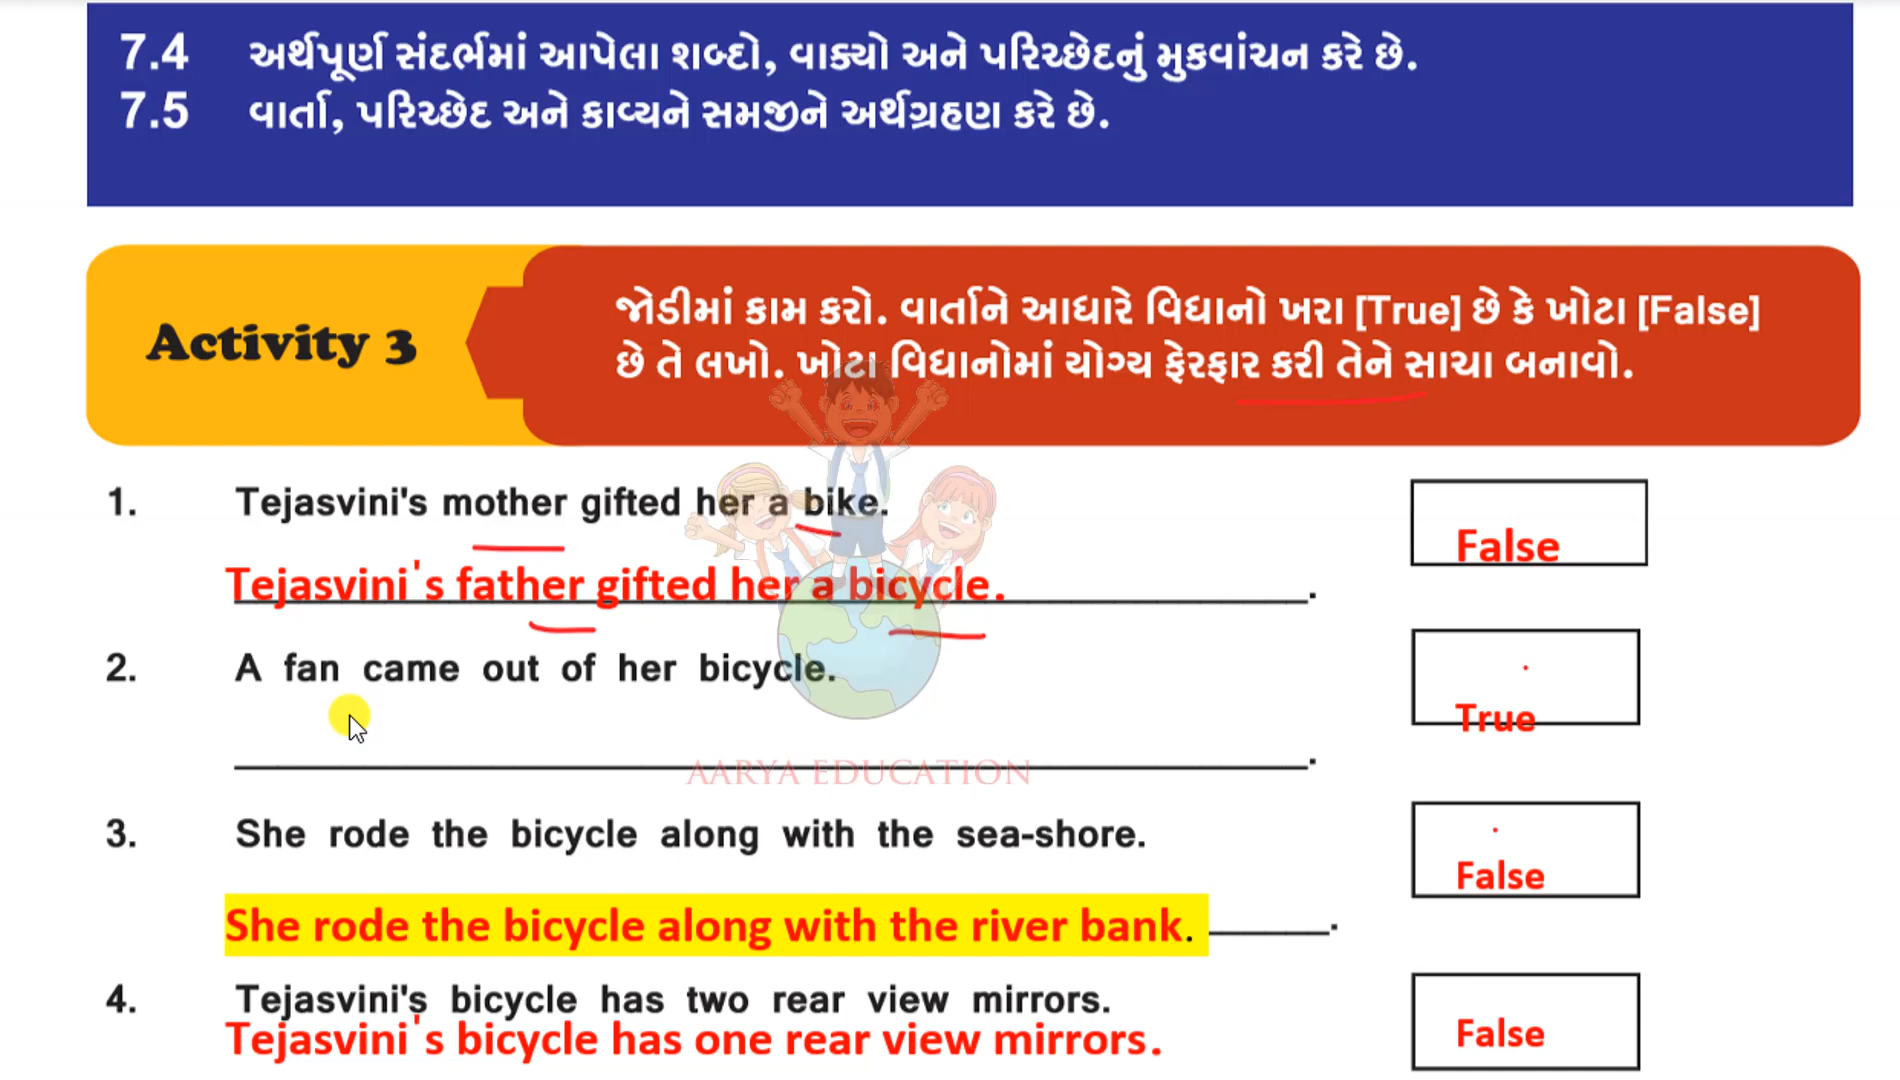 7.4 અર્થપૂર્ણ સંદર્ભમાં આપેલા શબ્દો, વાક્યો અને પરિચ્છેદનું મુકવાંચન કરે છે.
7.5 વાર્તા, પરિચ્છેદ અને કાવ્યને સમજીને અર્થગ્રહણ કરે છે.
Activity 3
જોડીમાં કામ કરો. વાર્તાને આધારે વિધાનો ખરા [True] છે કે ખોટા [False]
છે તે લખો. ખોટા વિધાનોમાં યોગ્ય ફેરફાર કરી તેને સાચા બનાવો.
1. Tejasvini's mother gifted her a bike.
False
Tejasvini's father gifted her a bicycle.
2. A fan came out of her bicycle.
True
AARYA EDUCATION
3. She rode the bicycle along with the sea-shore.
False
She rode the bicycle along with the river bank.
4. Tejasvini's bicycle has two rear view mirrors.
False
Tejasvini's bicycle has one rear view mirrors.